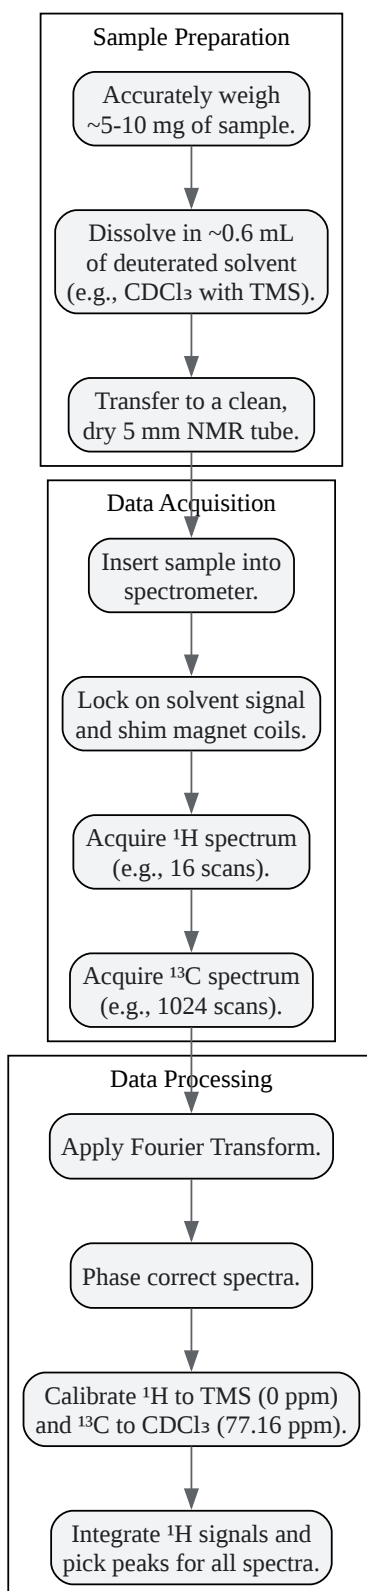 Sample Preparation
Accurately weigh
~5-10 mg of sample.
Dissolve in ~0.6 mL
of deuterated solvent
(e.g., CDCl₃ with TMS).
Transfer to a clean,
dry 5 mm NMR tube.
Data Acquisition
Insert sample into
spectrometer.
Lock on solvent signal
and shim magnet coils.
Acquire ¹H spectrum
(e.g., 16 scans).
Acquire ¹³C spectrum
(e.g., 1024 scans).
Data Processing
Apply Fourier Transform.
Phase correct spectra.
Calibrate ¹H to TMS (0 ppm)
and ¹³C to CDCl₃ (77.16 ppm).
Integrate ¹H signals and
pick peaks for all spectra.